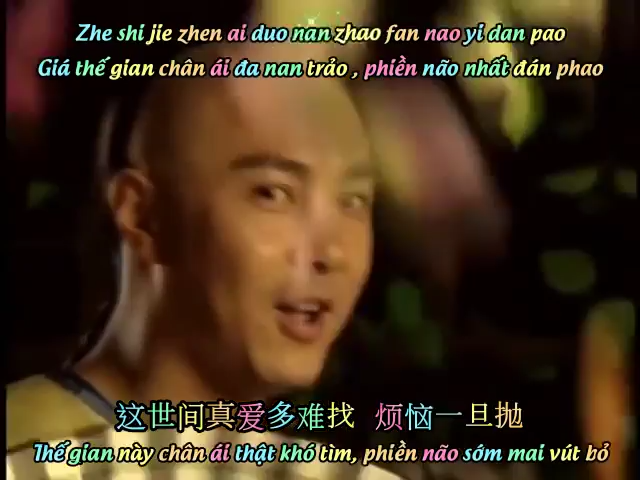 Zhe shi jie zhen ai duo nan zhao fan nao yi dan pao
Giá thế gian chân ái đa nan trảo , phiền não nhất đán phao
这世间真爱多难找 烦恼一旦抛
Thế gian này chân ái thật khó tìm, phiền não sớm mai vút bỏ